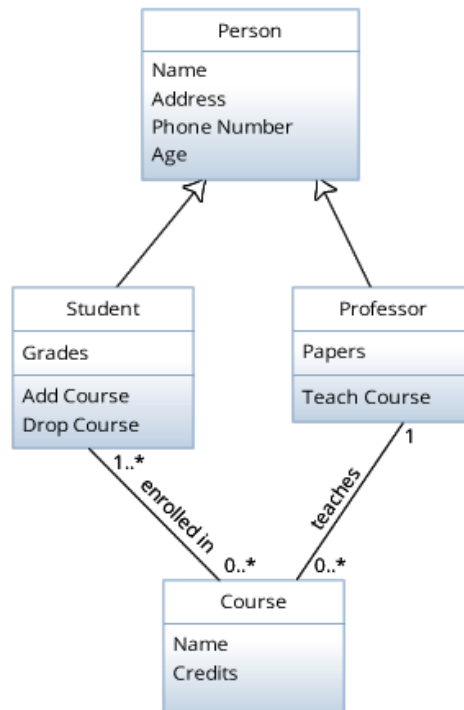 Person
Name
Address
Phone Number
Age
Student
Grades
Add Course
Drop Course
Professor
Papers
Teach Course
1..*
enrolled in
0..*
1
teaches
0..*
Course
Name
Credits